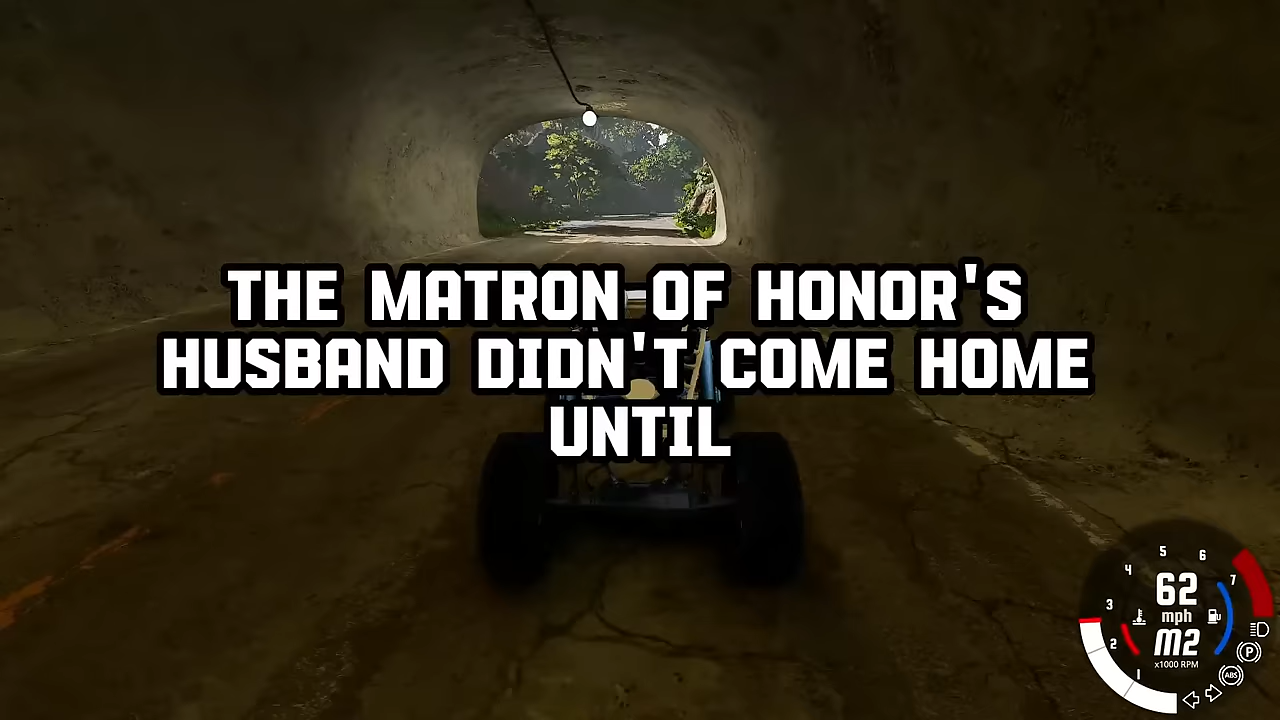 THE MATRON OF HONOR'S
HUSBAND DIDN'T COME HOME
UNTIL
5
6
4
7
3
62
mph
2
M2
1
x1000 RPM
P
ABS